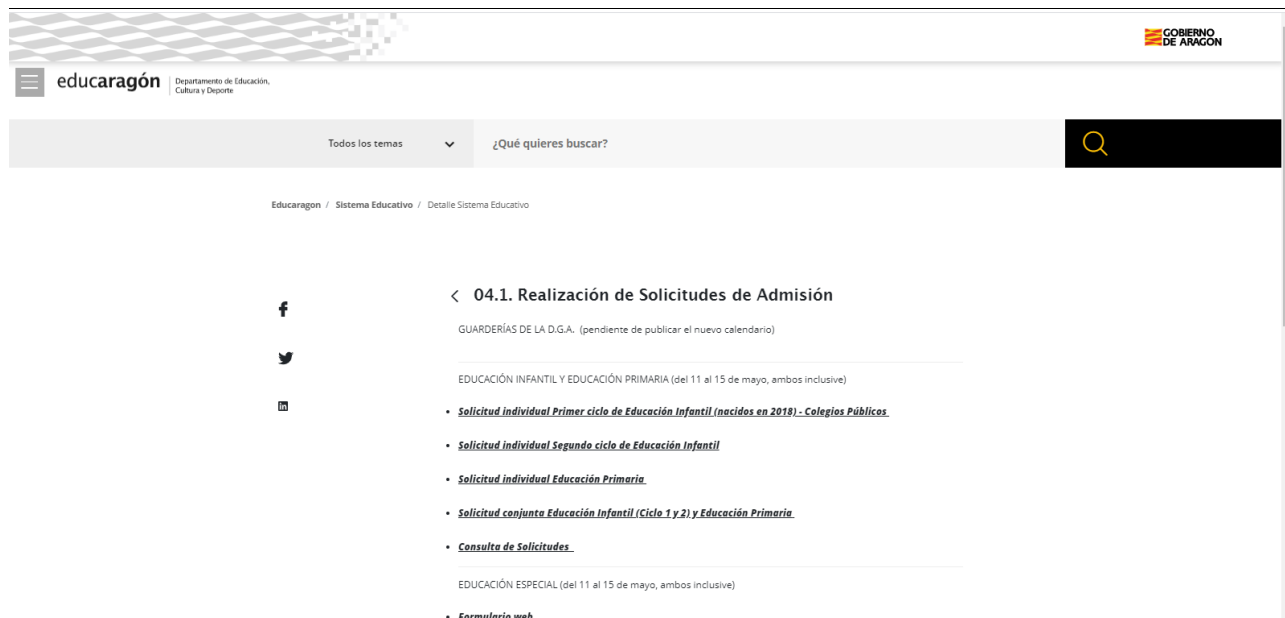 GOBIERNO
DE ARAGON
educaragón
Departamento de Educación,
Cultura y Deporte
Todos los temas
¿Qué quieres buscar?
Educaragon / Sistema Educativo / Detalle Sistema Educativo
04.1. Realización de Solicitudes de Admisión
GUARDERÍAS DE LA D.G.A. (pendiente de publicar el nuevo calendario)
EDUCACIÓN INFANTIL Y EDUCACIÓN PRIMARIA (del 11 al 15 de mayo, ambos inclusive)
• Solicitud individual Primer ciclo de Educación Infantil (nacidos en 2018) - Colegios Públicos
• Solicitud individual Segundo ciclo de Educación Infantil
• Solicitud individual Educación Primaria
• Solicitud conjunta Educación Infantil (Ciclo 1 y 2) y Educación Primaria
• Consulta de Solicitudes
EDUCACIÓN ESPECIAL (del 11 al 15 de mayo, ambos inclusive)
• Formulario web